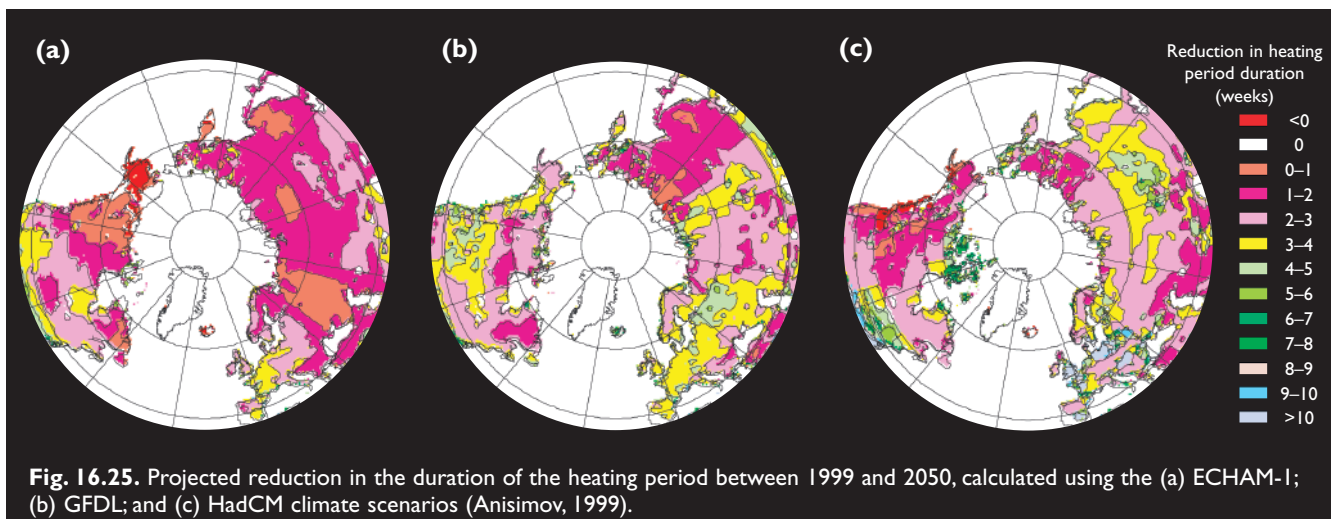 (a)
(b)
(c)
Reduction in heating
period duration
(weeks)
<0
0
0–1
1–2
2–3
3–4
4–5
5–6
6–7
7–8
8–9
9–10
>10
Fig. 16.25. Projected reduction in the duration of the heating period between 1999 and 2050, calculated using the (a) ECHAM-1;
(b) GFDL; and (c) HadCM climate scenarios (Anisimov, 1999).